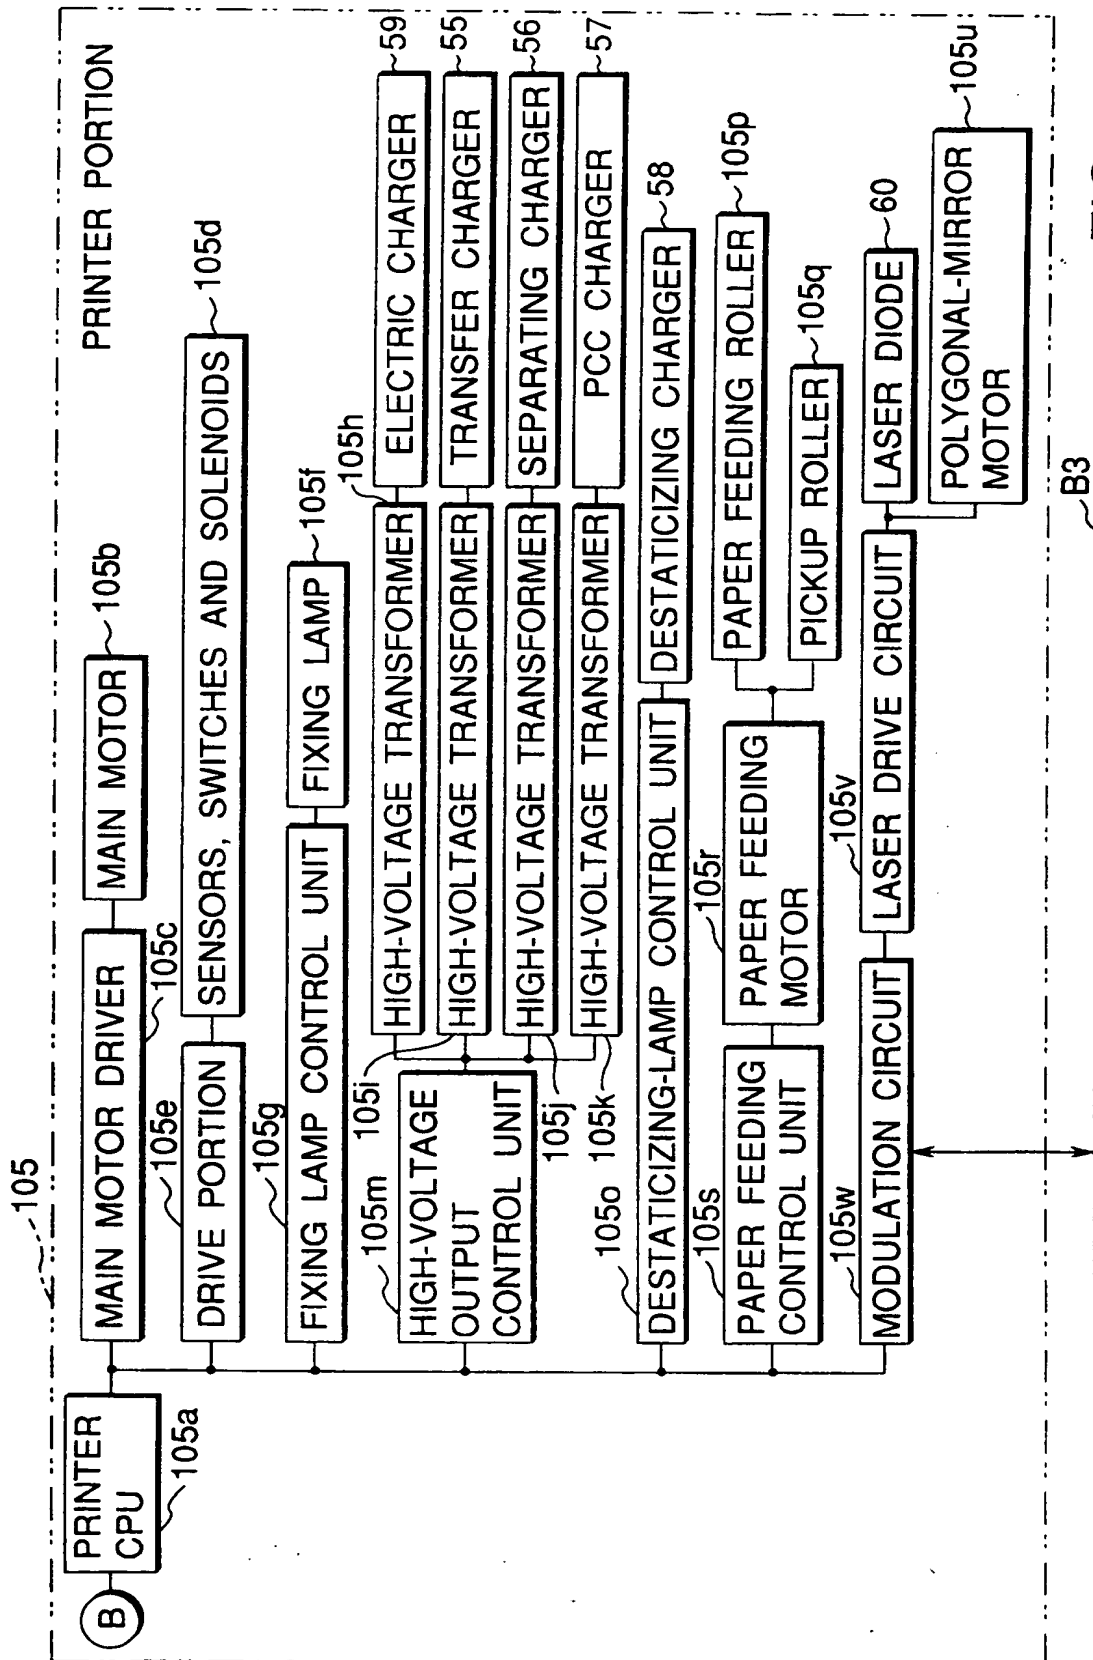 105
PRINTER PORTION
B
PRINTER
CPU
105a
MAIN MOTOR DRIVER
105c
MAIN MOTOR
105b
105e
DRIVE PORTION
SENSORS, SWITCHES AND SOLENOIDS
105d
105g
FIXING LAMP CONTROL UNIT
FIXING LAMP
105f
105m
HIGH-VOLTAGE
OUTPUT
CONTROL UNIT
105h
HIGH-VOLTAGE TRANSFORMER
ELECTRIC CHARGER
59
105i
HIGH-VOLTAGE TRANSFORMER
TRANSFER CHARGER
55
105j
HIGH-VOLTAGE TRANSFORMER
SEPARATING CHARGER
56
105k
HIGH-VOLTAGE TRANSFORMER
PCC CHARGER
57
105o
DESTATICIZING-LAMP CONTROL UNIT
DESTATICIZING CHARGER
58
105s
PAPER FEEDING
CONTROL UNIT
105r
PAPER FEEDING
MOTOR
PAPER FEEDING ROLLER
105p
PICKUP ROLLER
105q
105w
MODULATION CIRCUIT
105v
LASER DRIVE CIRCUIT
LASER DIODE
60
POLYGONAL-MIRROR
MOTOR
105u
B3